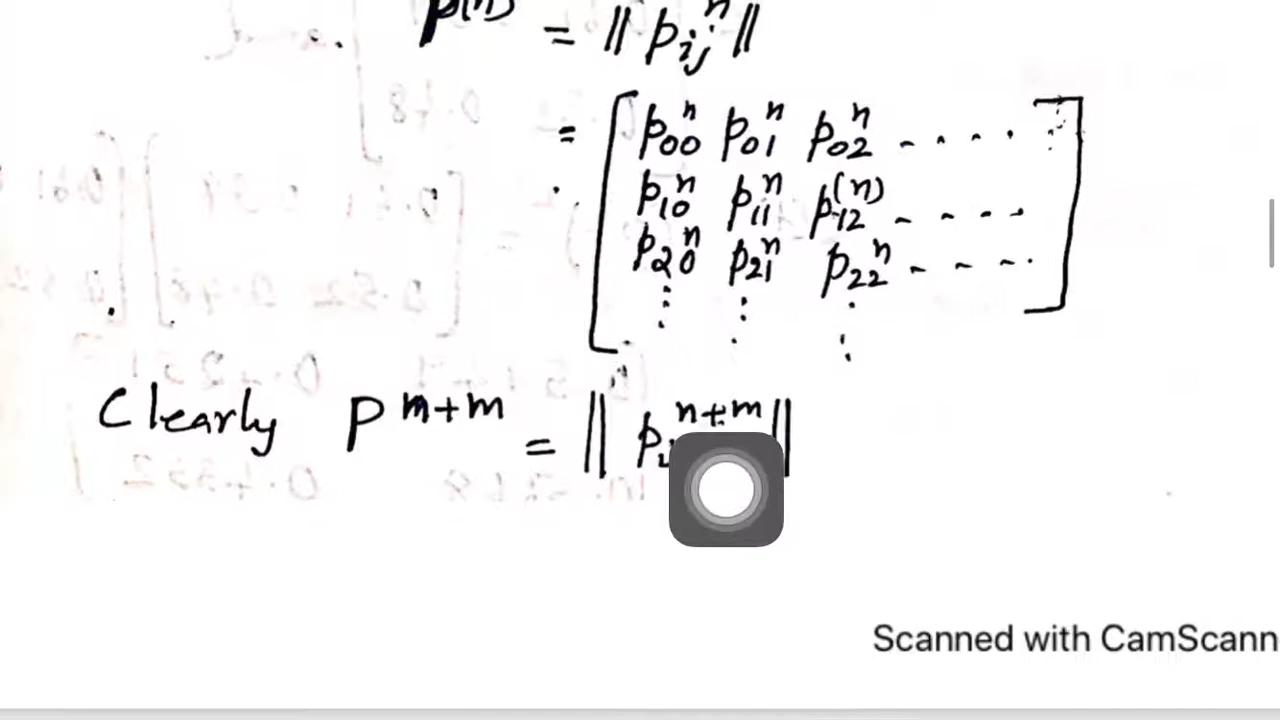 P(n) = || p_ij^n ||
= [ p_00^n p_01^n p_02^n - . . . .
p_10^n p_11^n p_12^(n) - - - -
p_20^n p_21^n p_22^n - - - . ]
Clearly P^n+m = || p^n+m ||
Scanned with CamScann